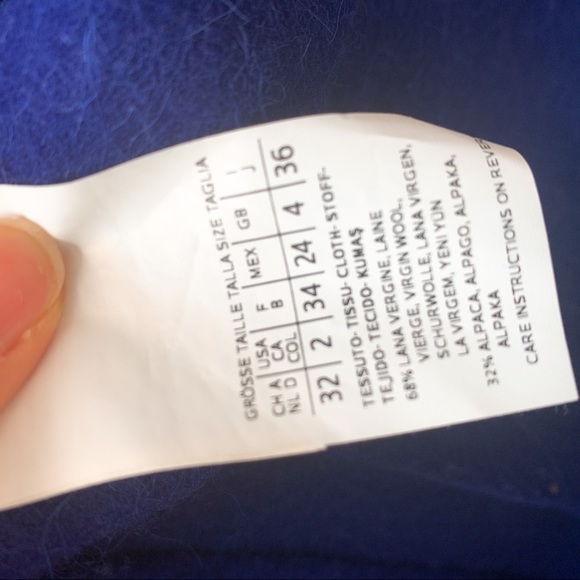 GRÖSSE TAILLE TALLA SIZE TAGLIA
CH A USA F MEX GB I
NL D CA B J
COL
32 2 34 24 4 36
TESSUTO- TISSU- CLOTH- STOFF-
TEJIDO- TECIDO- KUMAŞ
68% LANA VERGINE, LAINE
VIERGE, VIRGIN WOOL,
SCHURWOLLE, LANA VIRGEN,
LA VIRGEM, YENI YÜN
32% ALPACA, ALPAGO, ALPAKA,
ALPAKA
CARE INSTRUCTIONS ON REVE